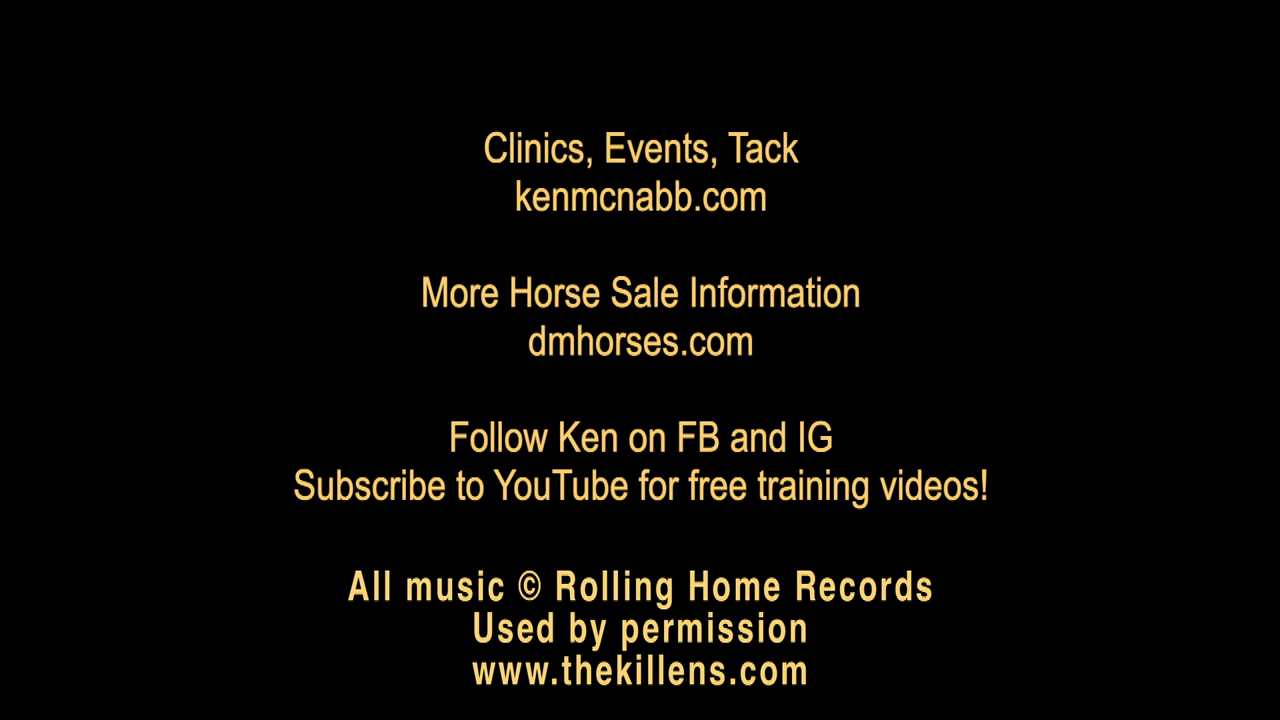 Clinics, Events, Tack
kenmcnabb.com
More Horse Sale Information
dmhorses.com
Follow Ken on FB and IG
Subscribe to YouTube for free training videos!
All music © Rolling Home Records
Used by permission
www.thekillens.com